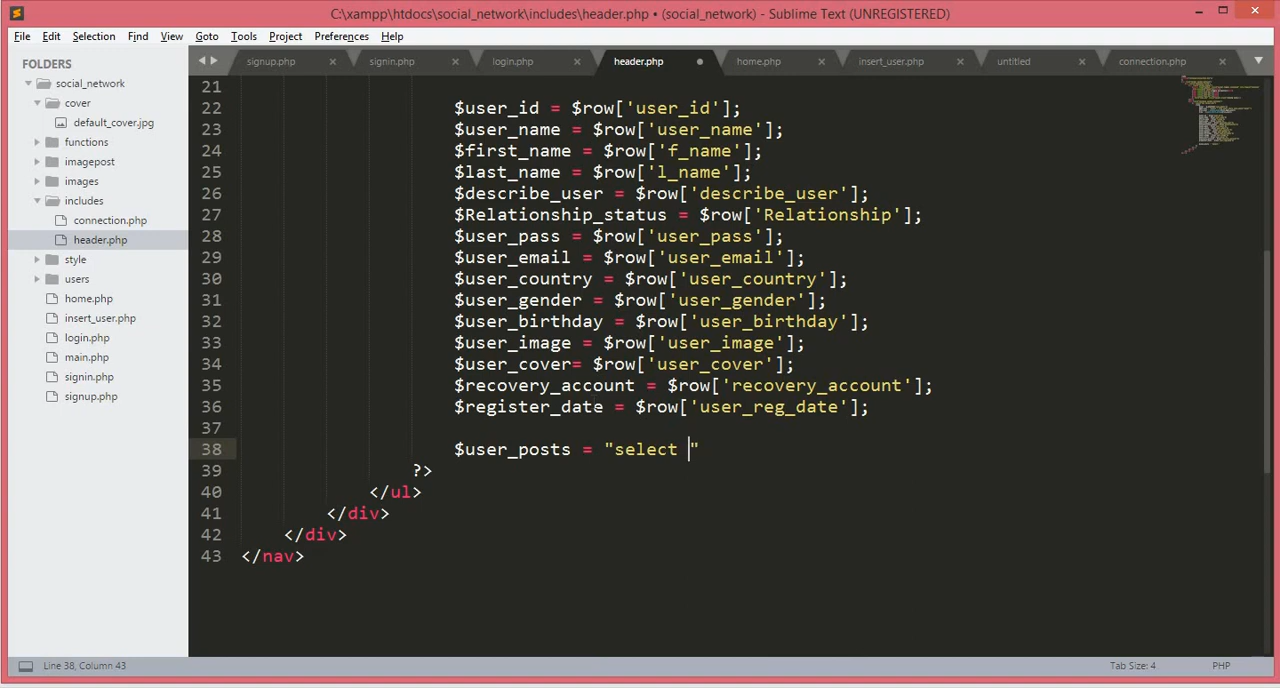 C:\xampp\htdocs\social_network\includes\header.php • (social_network) - Sublime Text (UNREGISTERED)
File Edit Selection Find View Goto Tools Project Preferences Help
FOLDERS
social_network
cover
default_cover.jpg
functions
imagepost
images
includes
connection.php
header.php
style
users
home.php
insert_user.php
login.php
main.php
signin.php
signup.php
signup.php signin.php login.php header.php home.php insert_user.php untitled connection.php
21
22 $user_id = $row['user_id'];
23 $user_name = $row['user_name'];
24 $first_name = $row['f_name'];
25 $last_name = $row['l_name'];
26 $describe_user = $row['describe_user'];
27 $Relationship_status = $row['Relationship'];
28 $user_pass = $row['user_pass'];
29 $user_email = $row['user_email'];
30 $user_country = $row['user_country'];
31 $user_gender = $row['user_gender'];
32 $user_birthday = $row['user_birthday'];
33 $user_image = $row['user_image'];
34 $user_cover= $row['user_cover'];
35 $recovery_account = $row['recovery_account'];
36 $register_date = $row['user_reg_date'];
37
38 $user_posts = "select "
39 ?>
40 </ul>
41 </div>
42 </div>
43 </nav>
Line 38, Column 43
Tab Size: 4
PHP